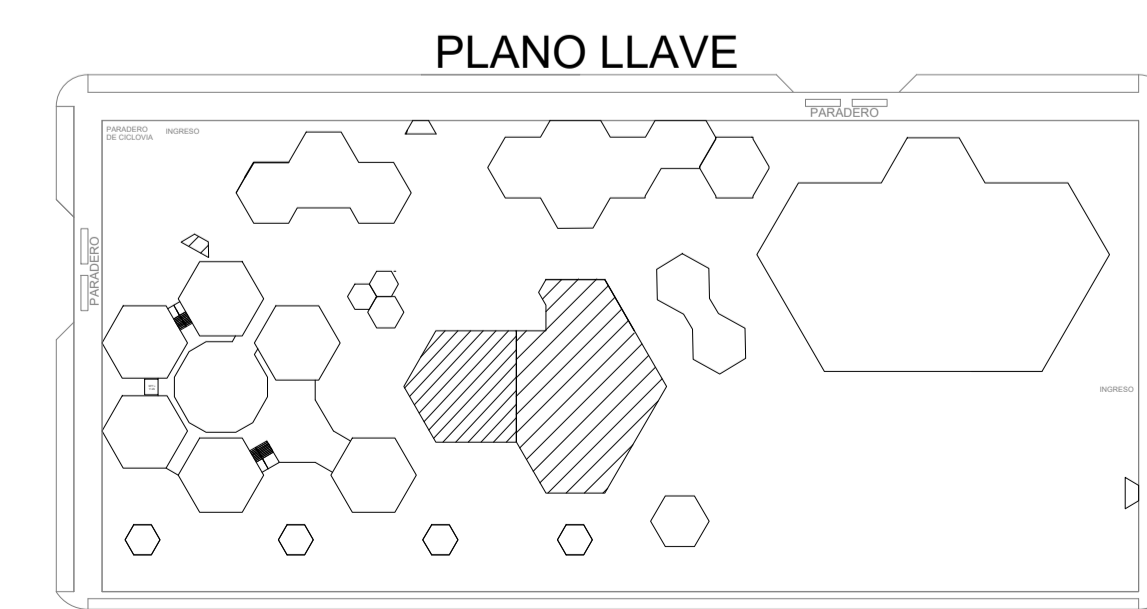 PLANO LLAVE
PARADERO
PARADERO
DE CICLOVIA
INGRESO
PARADERO
INGRESO